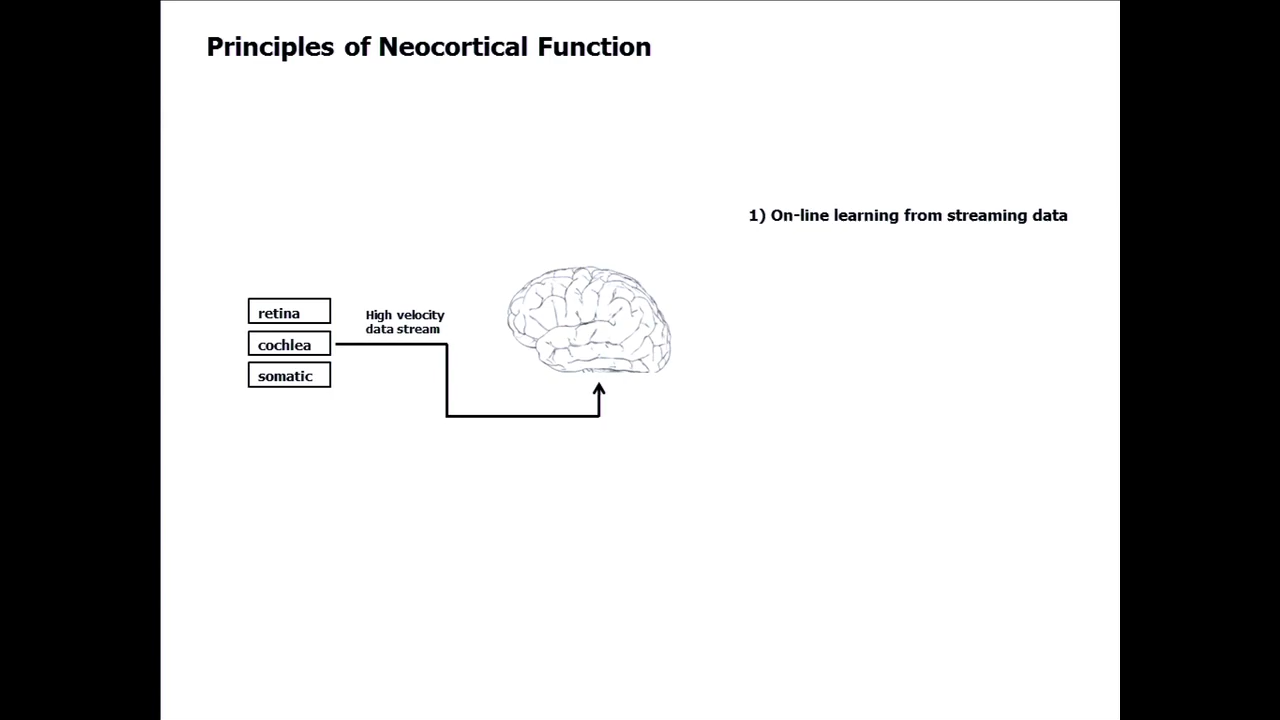 Principles of Neocortical Function
1) On-line learning from streaming data
retina
cochlea
somatic
High velocity
data stream